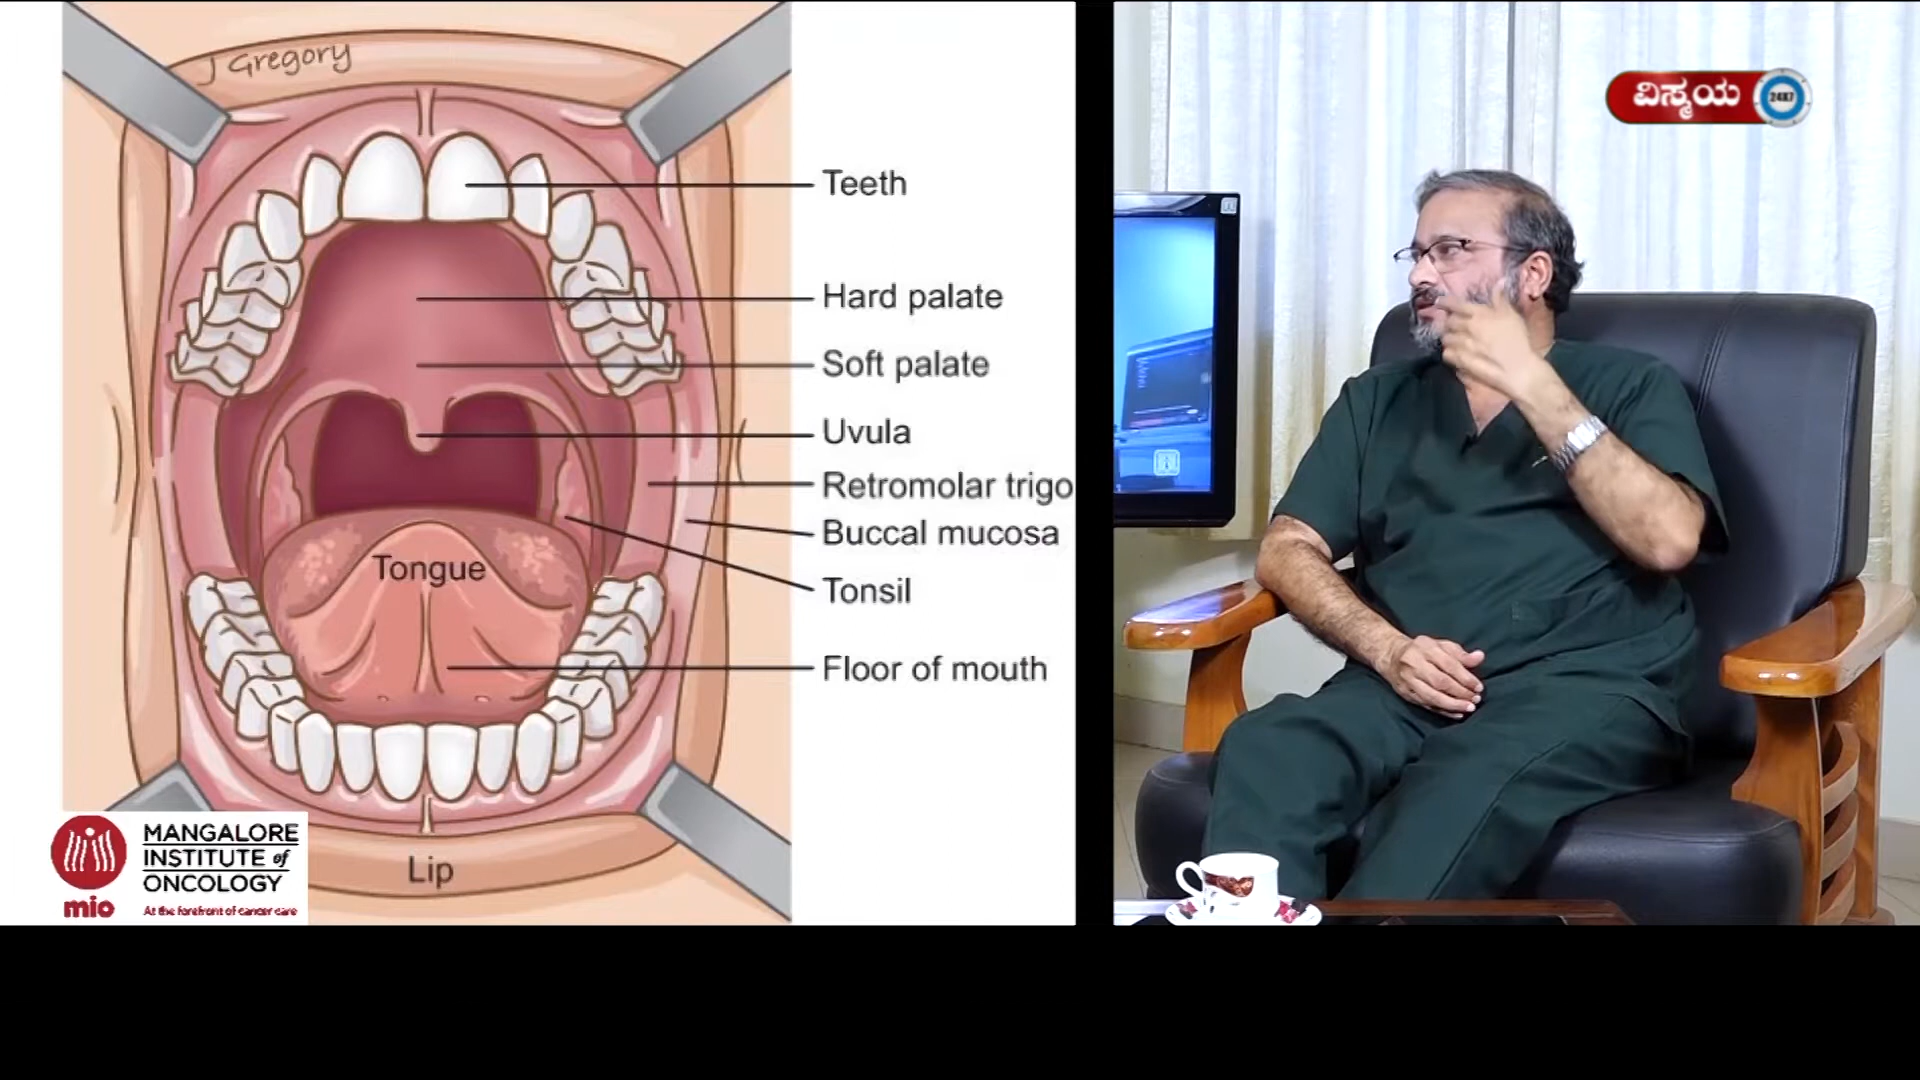 J Gregory
Teeth
Hard palate
Soft palate
Uvula
Retromolar trigo
Buccal mucosa
Tongue
Tonsil
Floor of mouth
Lip
MANGALORE
INSTITUTE of
ONCOLOGY
mio
At the forefront of cancer care
ವಿಸ್ಮಯ
24X7